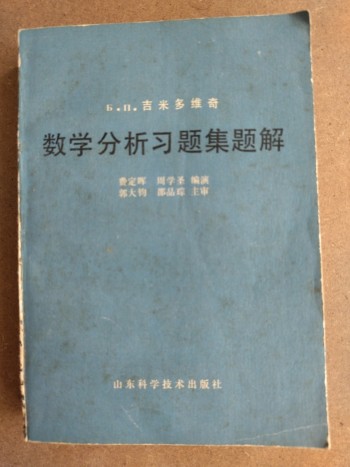 Б.П.吉米多维奇
数学分析习题集题解
费定晖 周学圣 编演
郭大钧 邵品琮 主审
山东科学技术出版社